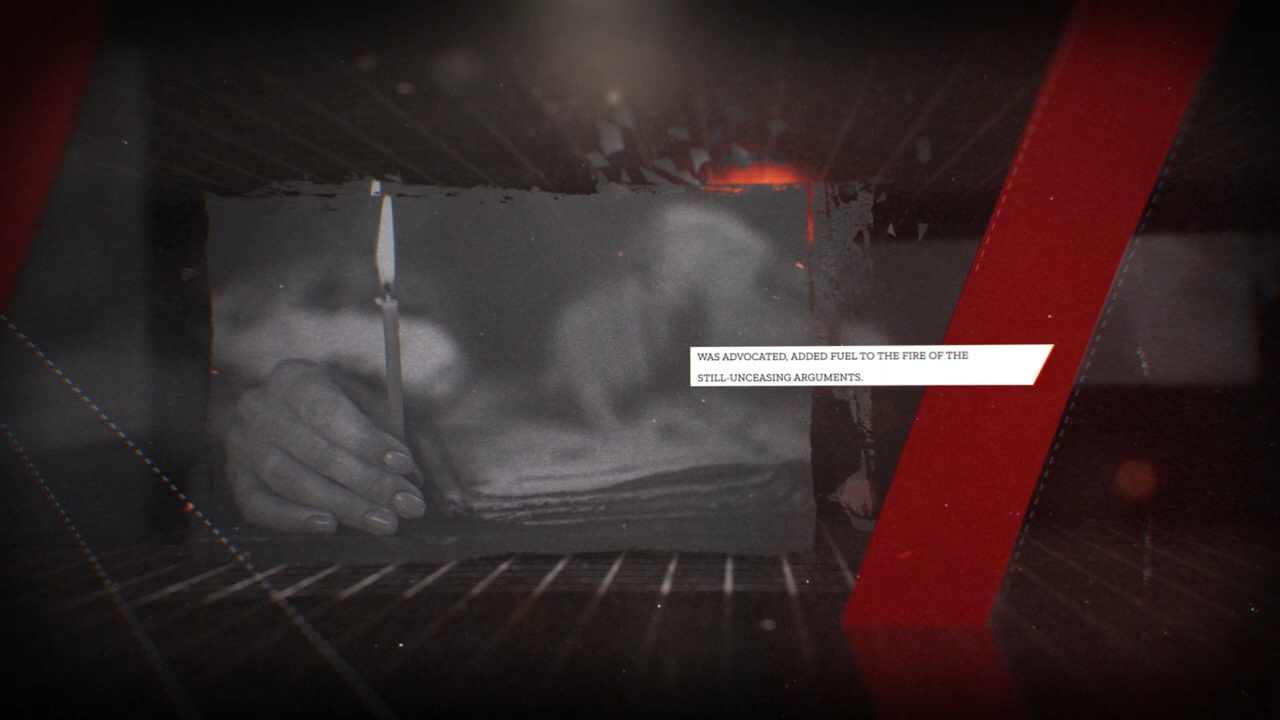 WAS ADVOCATED, ADDED FUEL TO THE FIRE OF THE
STILL-UNCEASING ARGUMENTS.